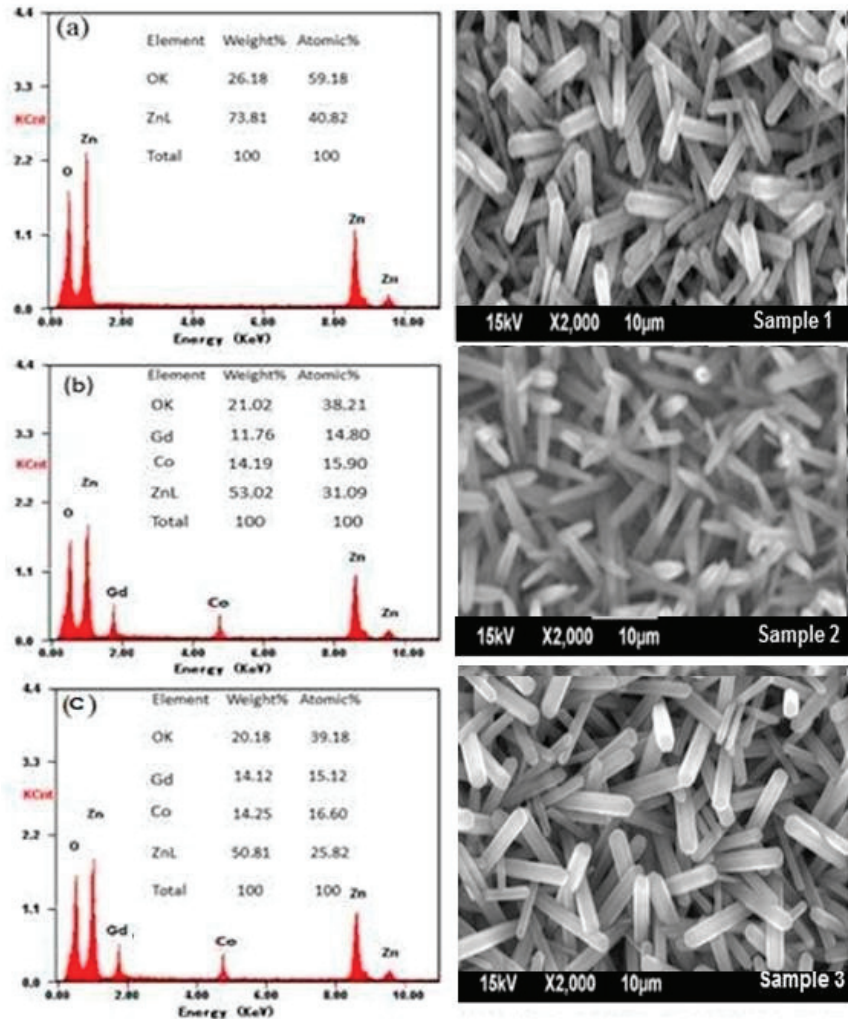 (a)
4.4
3.3
KCnt
2.2
1.1
0.0
Element Weight% Atomic%
OK 26.18 59.18
ZnL 73.81 40.82
Total 100 100
O
Zn
Zn
Zn
0.00 2.00 4.00 6.00 8.00 10.00
Energy (KeV)
15kV X2,000 10µm Sample 1
(b)
4.4
3.3
KCnt
2.2
1.1
0.0
Element Weight% Atomic%
OK 21.02 38.21
Gd 11.76 14.80
Co 14.19 15.90
ZnL 53.02 31.09
Total 100 100
O
Zn
Gd
Co
Zn
Zn
0.00 2.00 4.00 6.00 8.00 10.00
Energy (KeV)
15kV X2,000 10µm Sample 2
(C)
4.4
3.3
KCnt
2.2
1.1
0.0
Element Weight% Atomic%
OK 20.18 39.18
Gd 14.12 15.12
Co 14.25 16.60
ZnL 50.81 25.82
Total 100 100
O
Zn
Gd
Co
Zn
Zn
0.00 2.00 4.00 6.00 8.00 10.00
Energy (KeV)
15kV X2,000 10µm Sample 3